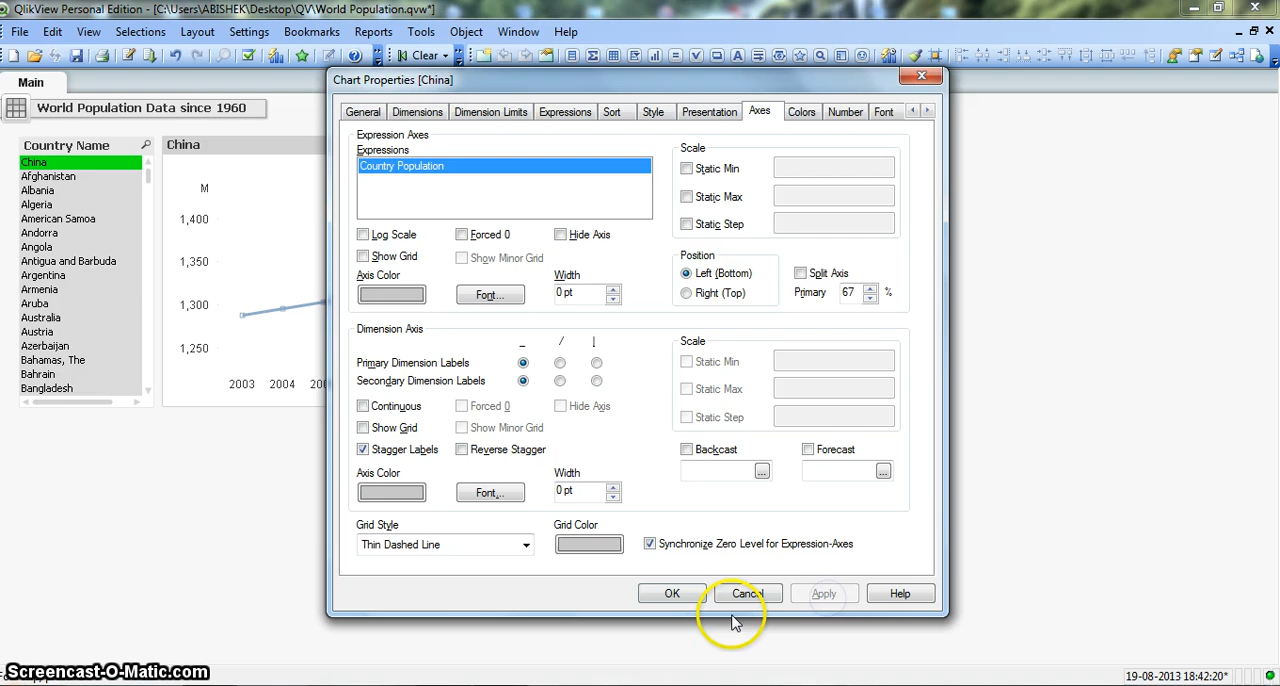 QlikView Personal Edition - [C:\Users\ABISHEK\Desktop\QV\World Population.qvw*]
File Edit View Selections Layout Settings Bookmarks Reports Tools Object Window Help
Clear
Main
World Population Data since 1960
Country Name
China
Afghanistan
Albania
Algeria
American Samoa
Andorra
Angola
Antigua and Barbuda
Argentina
Armenia
Aruba
Australia
Austria
Azerbaijan
Bahamas, The
Bahrain
Bangladesh
China
M
1,400
1,350
1,300
1,250
2003 2004
Chart Properties [China]
General Dimensions Dimension Limits Expressions Sort Style Presentation Axes Colors Number Font
Expression Axes
Expressions
Country Population
Log Scale Forced 0 Hide Axis
Show Grid Show Minor Grid
Axis Color Width
Font... 0 pt
Scale
Static Min
Static Max
Static Step
Position
Left (Bottom) Split Axis
Right (Top) Primary 67 %
Dimension Axis
_ / |
Primary Dimension Labels
Secondary Dimension Labels
Continuous Forced 0 Hide Axis
Show Grid Show Minor Grid
Stagger Labels Reverse Stagger
Axis Color Width
Font... 0 pt
Scale
Static Min
Static Max
Static Step
Backcast Forecast
... ...
Grid Style Grid Color
Thin Dashed Line Synchronize Zero Level for Expression-Axes
OK Cancel Apply Help
Screencast-O-Matic.com
19-08-2013 18:42:20*